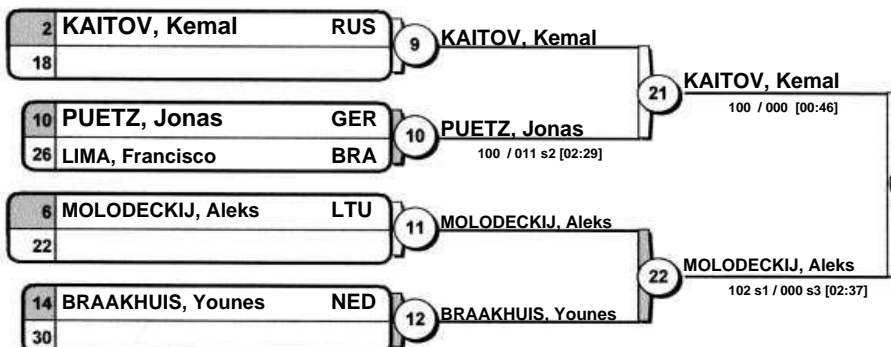 2 KAITOV, Kemal RUS
18
9
KAITOV, Kemal
10 PUETZ, Jonas GER
26 LIMA, Francisco BRA
10
PUETZ, Jonas
100 / 011 s2 [02:29]
21
KAITOV, Kemal
100 / 000 [00:46]
6 MOLODECKIJ, Aleks LTU
22
11
MOLODECKIJ, Aleks
14 BRAAKHUIS, Younes NED
30
12
BRAAKHUIS, Younes
22
MOLODECKIJ, Aleks
102 s1 / 000 s3 [02:37]